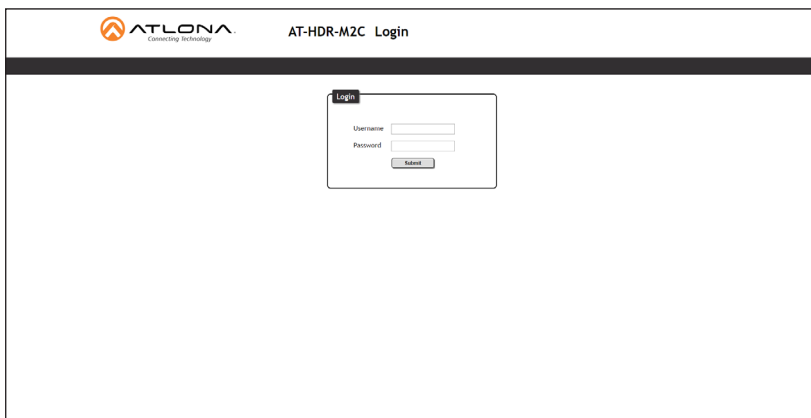 ATLONA.
Connecting Technology
AT-HDR-M2C Login
Login
Username
Password
Submit